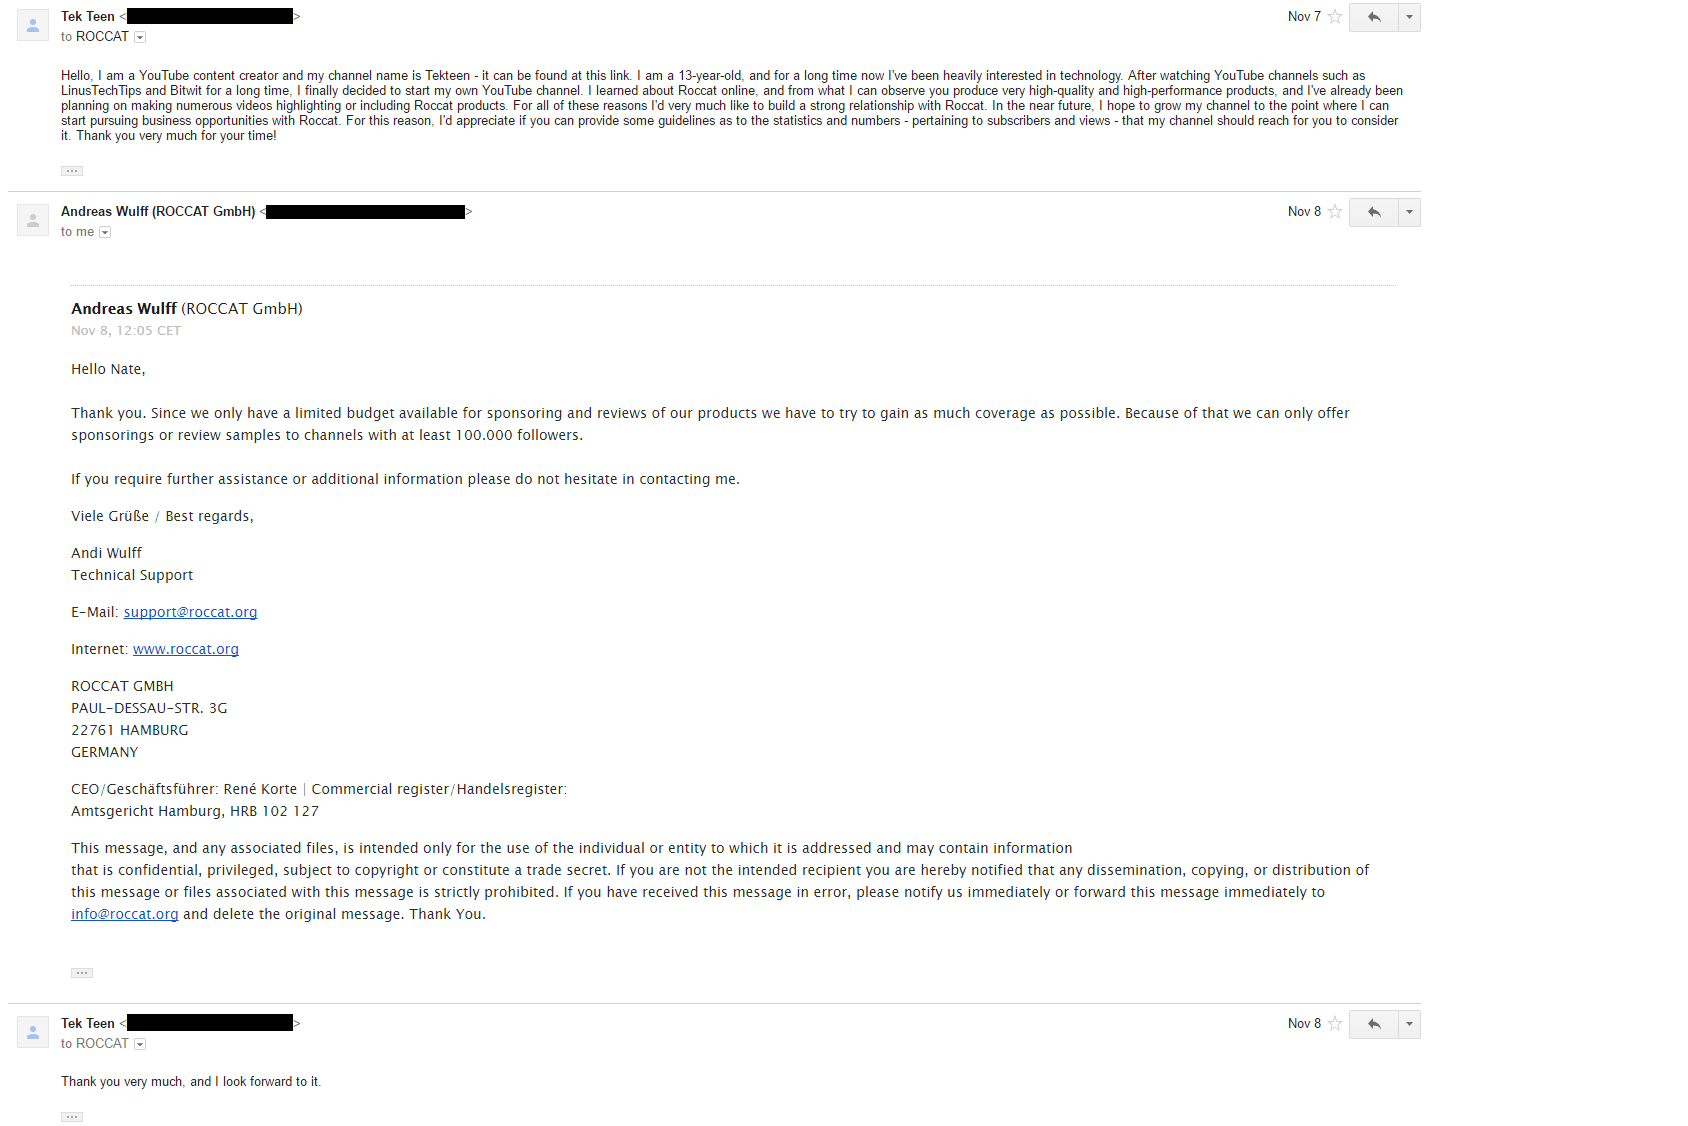 Tek Teen < >
Nov 7
to ROCCAT
Hello, I am a YouTube content creator and my channel name is Tekteen - it can be found at this link. I am a 13-year-old, and for a long time now I've been heavily interested in technology. After watching YouTube channels such as
LinusTechTips and Bitwit for a long time, I finally decided to start my own YouTube channel. I learned about Roccat online, and from what I can observe you produce very high-quality and high-performance products, and I've already been
planning on making numerous videos highlighting or including Roccat products. For all of these reasons I'd very much like to build a strong relationship with Roccat. In the near future, I hope to grow my channel to the point where I can
start pursuing business opportunities with Roccat. For this reason, I'd appreciate if you can provide some guidelines as to the statistics and numbers - pertaining to subscribers and views - that my channel should reach for you to consider
it. Thank you very much for your time!
Andreas Wulff (ROCCAT GmbH) < >
Nov 8
to me
Andreas Wulff (ROCCAT GmbH)
Nov 8, 12:05 CET
Hello Nate,
Thank you. Since we only have a limited budget available for sponsoring and reviews of our products we have to try to gain as much coverage as possible. Because of that we can only offer
sponsorings or review samples to channels with at least 100.000 followers.
If you require further assistance or additional information please do not hesitate in contacting me.
Viele Grüße / Best regards,
Andi Wulff
Technical Support
E-Mail: support@roccat.org
Internet: www.roccat.org
ROCCAT GMBH
PAUL-DESSAU-STR. 3G
22761 HAMBURG
GERMANY
CEO/Geschäftsführer: René Korte | Commercial register/Handelsregister:
Amtsgericht Hamburg, HRB 102 127
This message, and any associated files, is intended only for the use of the individual or entity to which it is addressed and may contain information
that is confidential, privileged, subject to copyright or constitute a trade secret. If you are not the intended recipient you are hereby notified that any dissemination, copying, or distribution of
this message or files associated with this message is strictly prohibited. If you have received this message in error, please notify us immediately or forward this message immediately to
info@roccat.org and delete the original message. Thank You.
Tek Teen < >
Nov 8
to ROCCAT
Thank you very much, and I look forward to it.